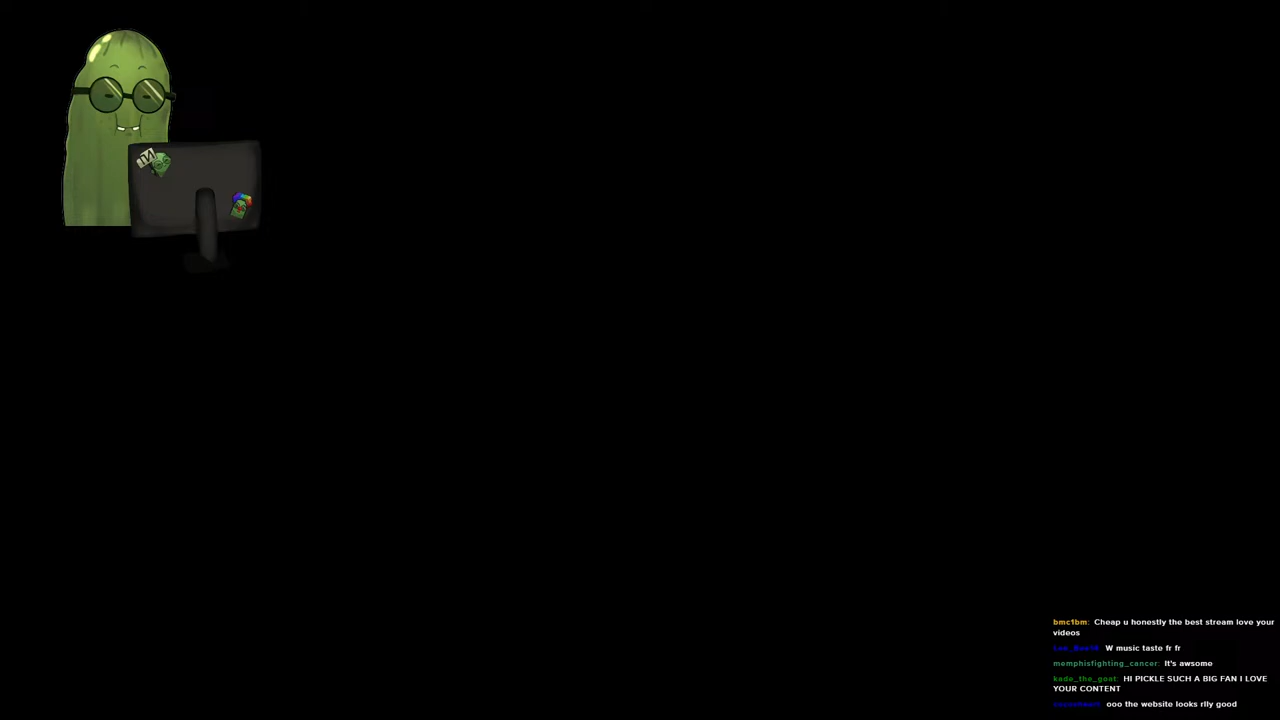 bmc1bm: Cheap u honestly the best stream love your
videos
W music taste fr fr
memphisfighting_cancer: It's awsome
kade_the_goat: HI PICKLE SUCH A BIG FAN I LOVE
YOUR CONTENT
ooo the website looks rlly good